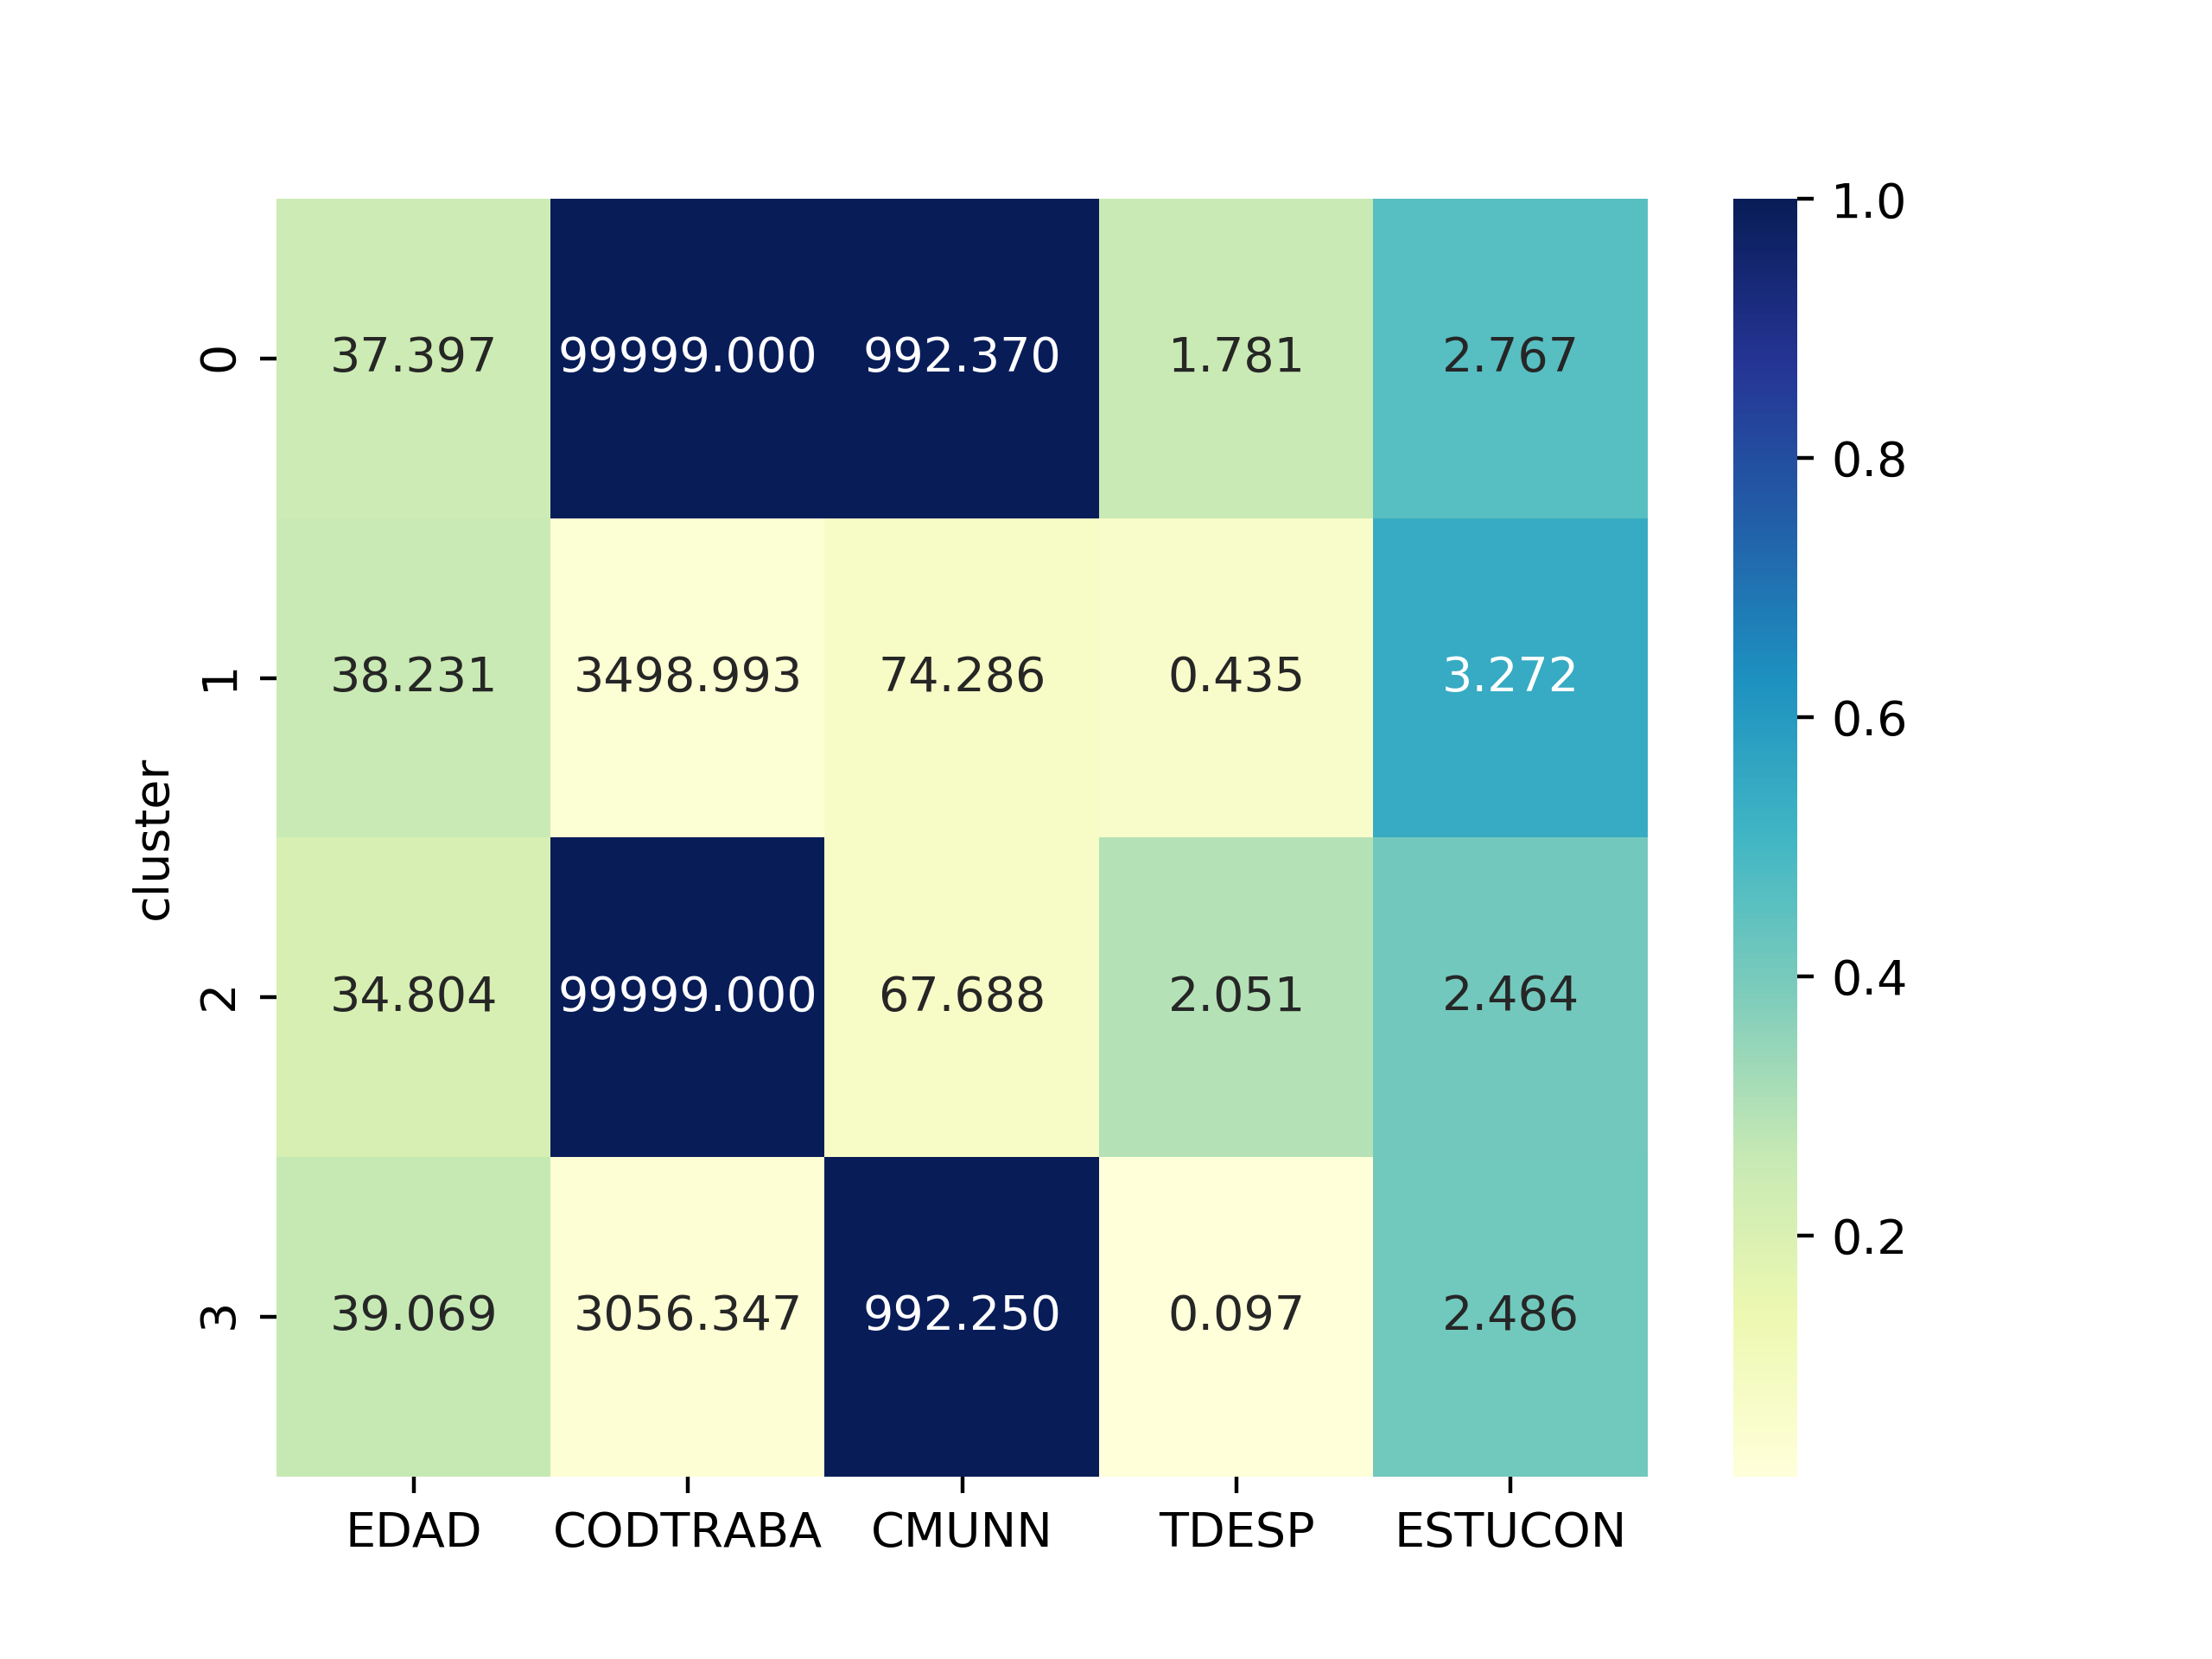 1.0
0 37.397 99999.000 992.370 1.781 2.767
0.8
1 38.231 3498.993 74.286 0.435 3.272
0.6
cluster
2 34.804 99999.000 67.688 2.051 2.464
0.4
0.2
3 39.069 3056.347 992.250 0.097 2.486
EDAD CODTRABA CMUNN TDESP ESTUCON